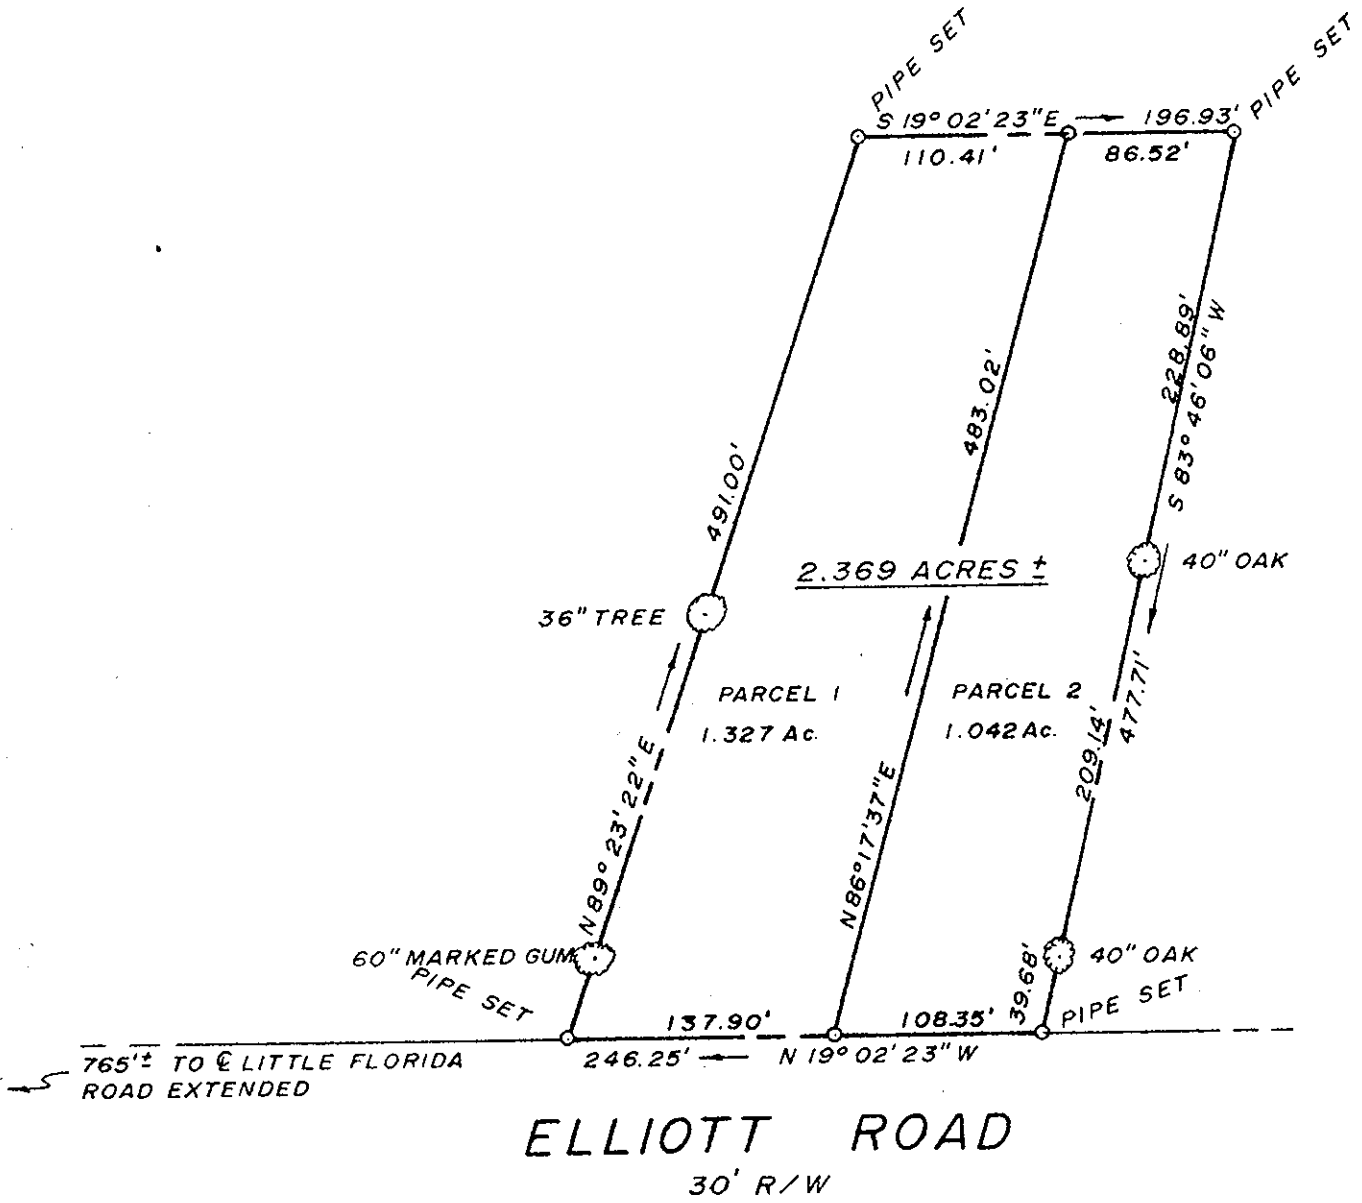 PIPE SET
PIPE SET
S 19° 02' 23" E
196.93'
110.41'
86.52'
228.89'
S 83° 46' 06" W
483.02'
491.00'
2.369 ACRES ±
40" OAK
36" TREE
PARCEL 1
1.327 Ac.
PARCEL 2
1.042 Ac.
477.71'
209.14'
N 89° 23' 22" E
N 86° 17' 37" E
60" MARKED GUM
40" OAK
PIPE SET
39.68'
PIPE SET
137.90'
108.35'
246.25'
N 19° 02' 23" W
765'± TO ℄ LITTLE FLORIDA
ROAD EXTENDED
ELLIOTT ROAD
30' R/W